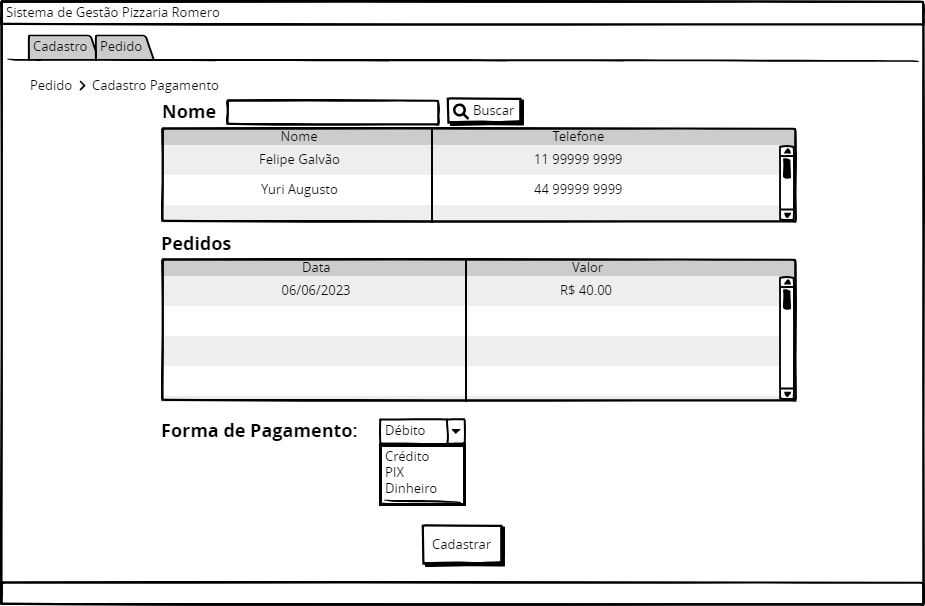 Sistema de Gestão Pizzaria Romero
Cadastro Pedido
Pedido > Cadastro Pagamento
Nome Buscar
Nome Telefone
Felipe Galvão 11 99999 9999
Yuri Augusto 44 99999 9999
Pedidos
Data Valor
06/06/2023 R$ 40.00
Forma de Pagamento: Débito
Crédito
PIX
Dinheiro
Cadastrar